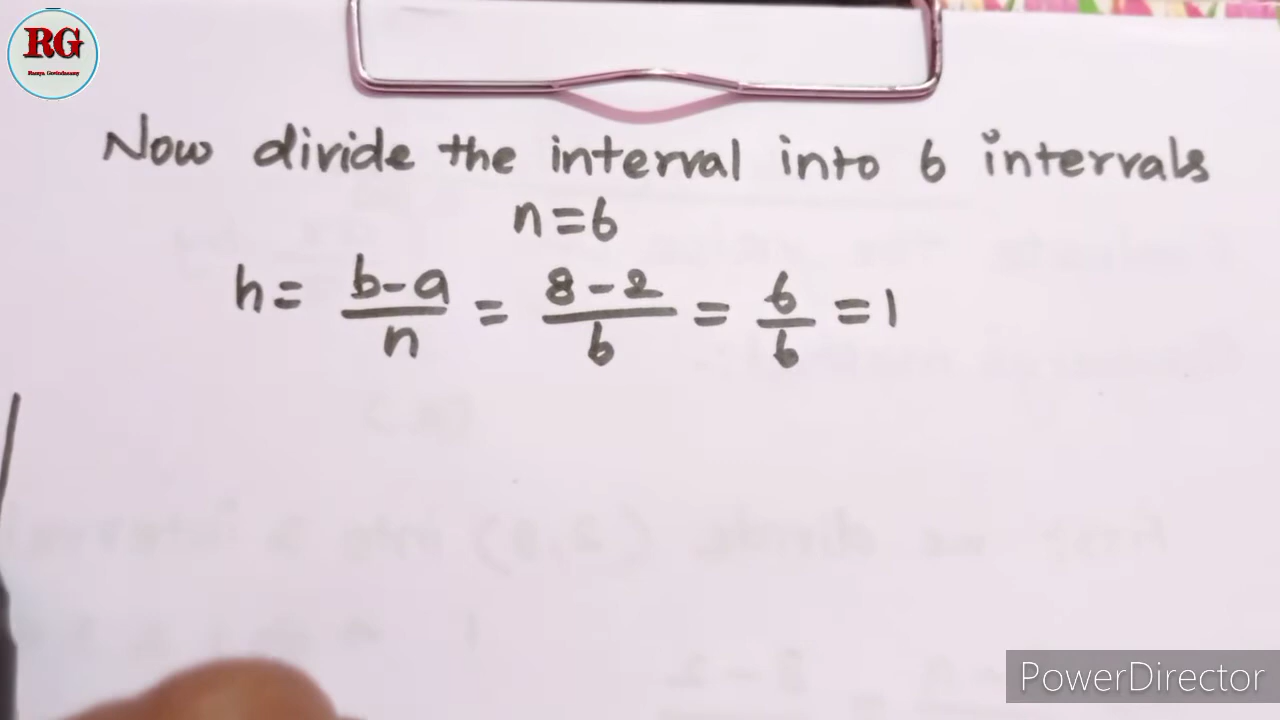 RG
Now divide the interval into 6 intervals
n=6
h= b-a/n = 8-2/6 = 6/6 =1
PowerDirector